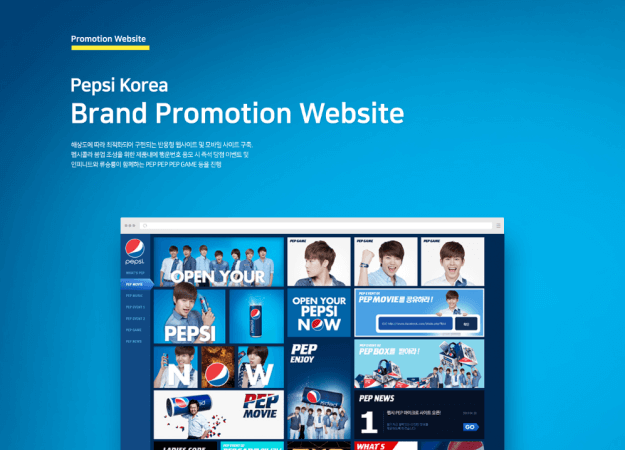 Promotion Website
Pepsi Korea
Brand Promotion Website
해상도에 따라 최적화되어 구현되는 반응형 웹사이트 및 모바일 사이트 구축.
펩시콜라 붐업 조성을 위한 제품내에 행운번호 응모 시 즉석 당첨 이벤트 및
인피니트와 류승룡이 함께하는 PEP PEP PEP GAME 등을 진행
pepsi
WHAT'S PEP
PEP MOVIE
PEP MUSIC
PEP EVENT 1
PEP EVENT 2
PEP GAME
PEP NEWS
OPEN YOUR
PEP GAME
PEP GAME
PEP GAME
PEPSI
OPEN YOUR
PEPSI
NOW
PEP MOVIE를 공유하라!
NOW
PEP
ENJOY
PEP BOX를 받아라!
PEP
MOVIE
PEP NEWS
1
GO
WHAT'S